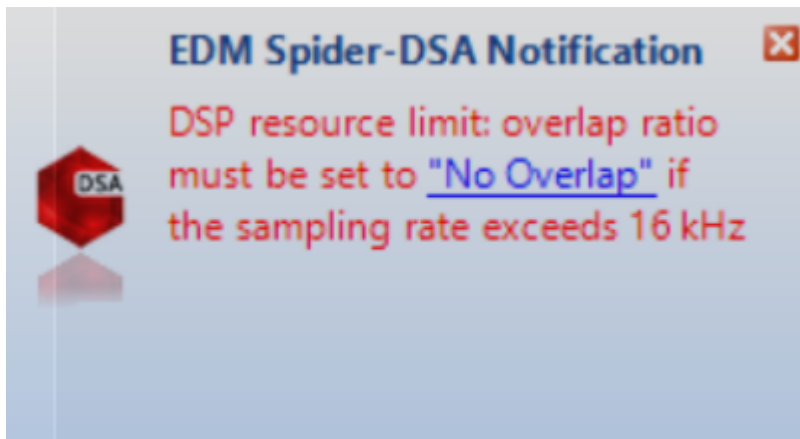 EDM Spider-DSA Notification
DSP resource limit: overlap ratio
must be set to "No Overlap" if
the sampling rate exceeds 16 kHz
DSA